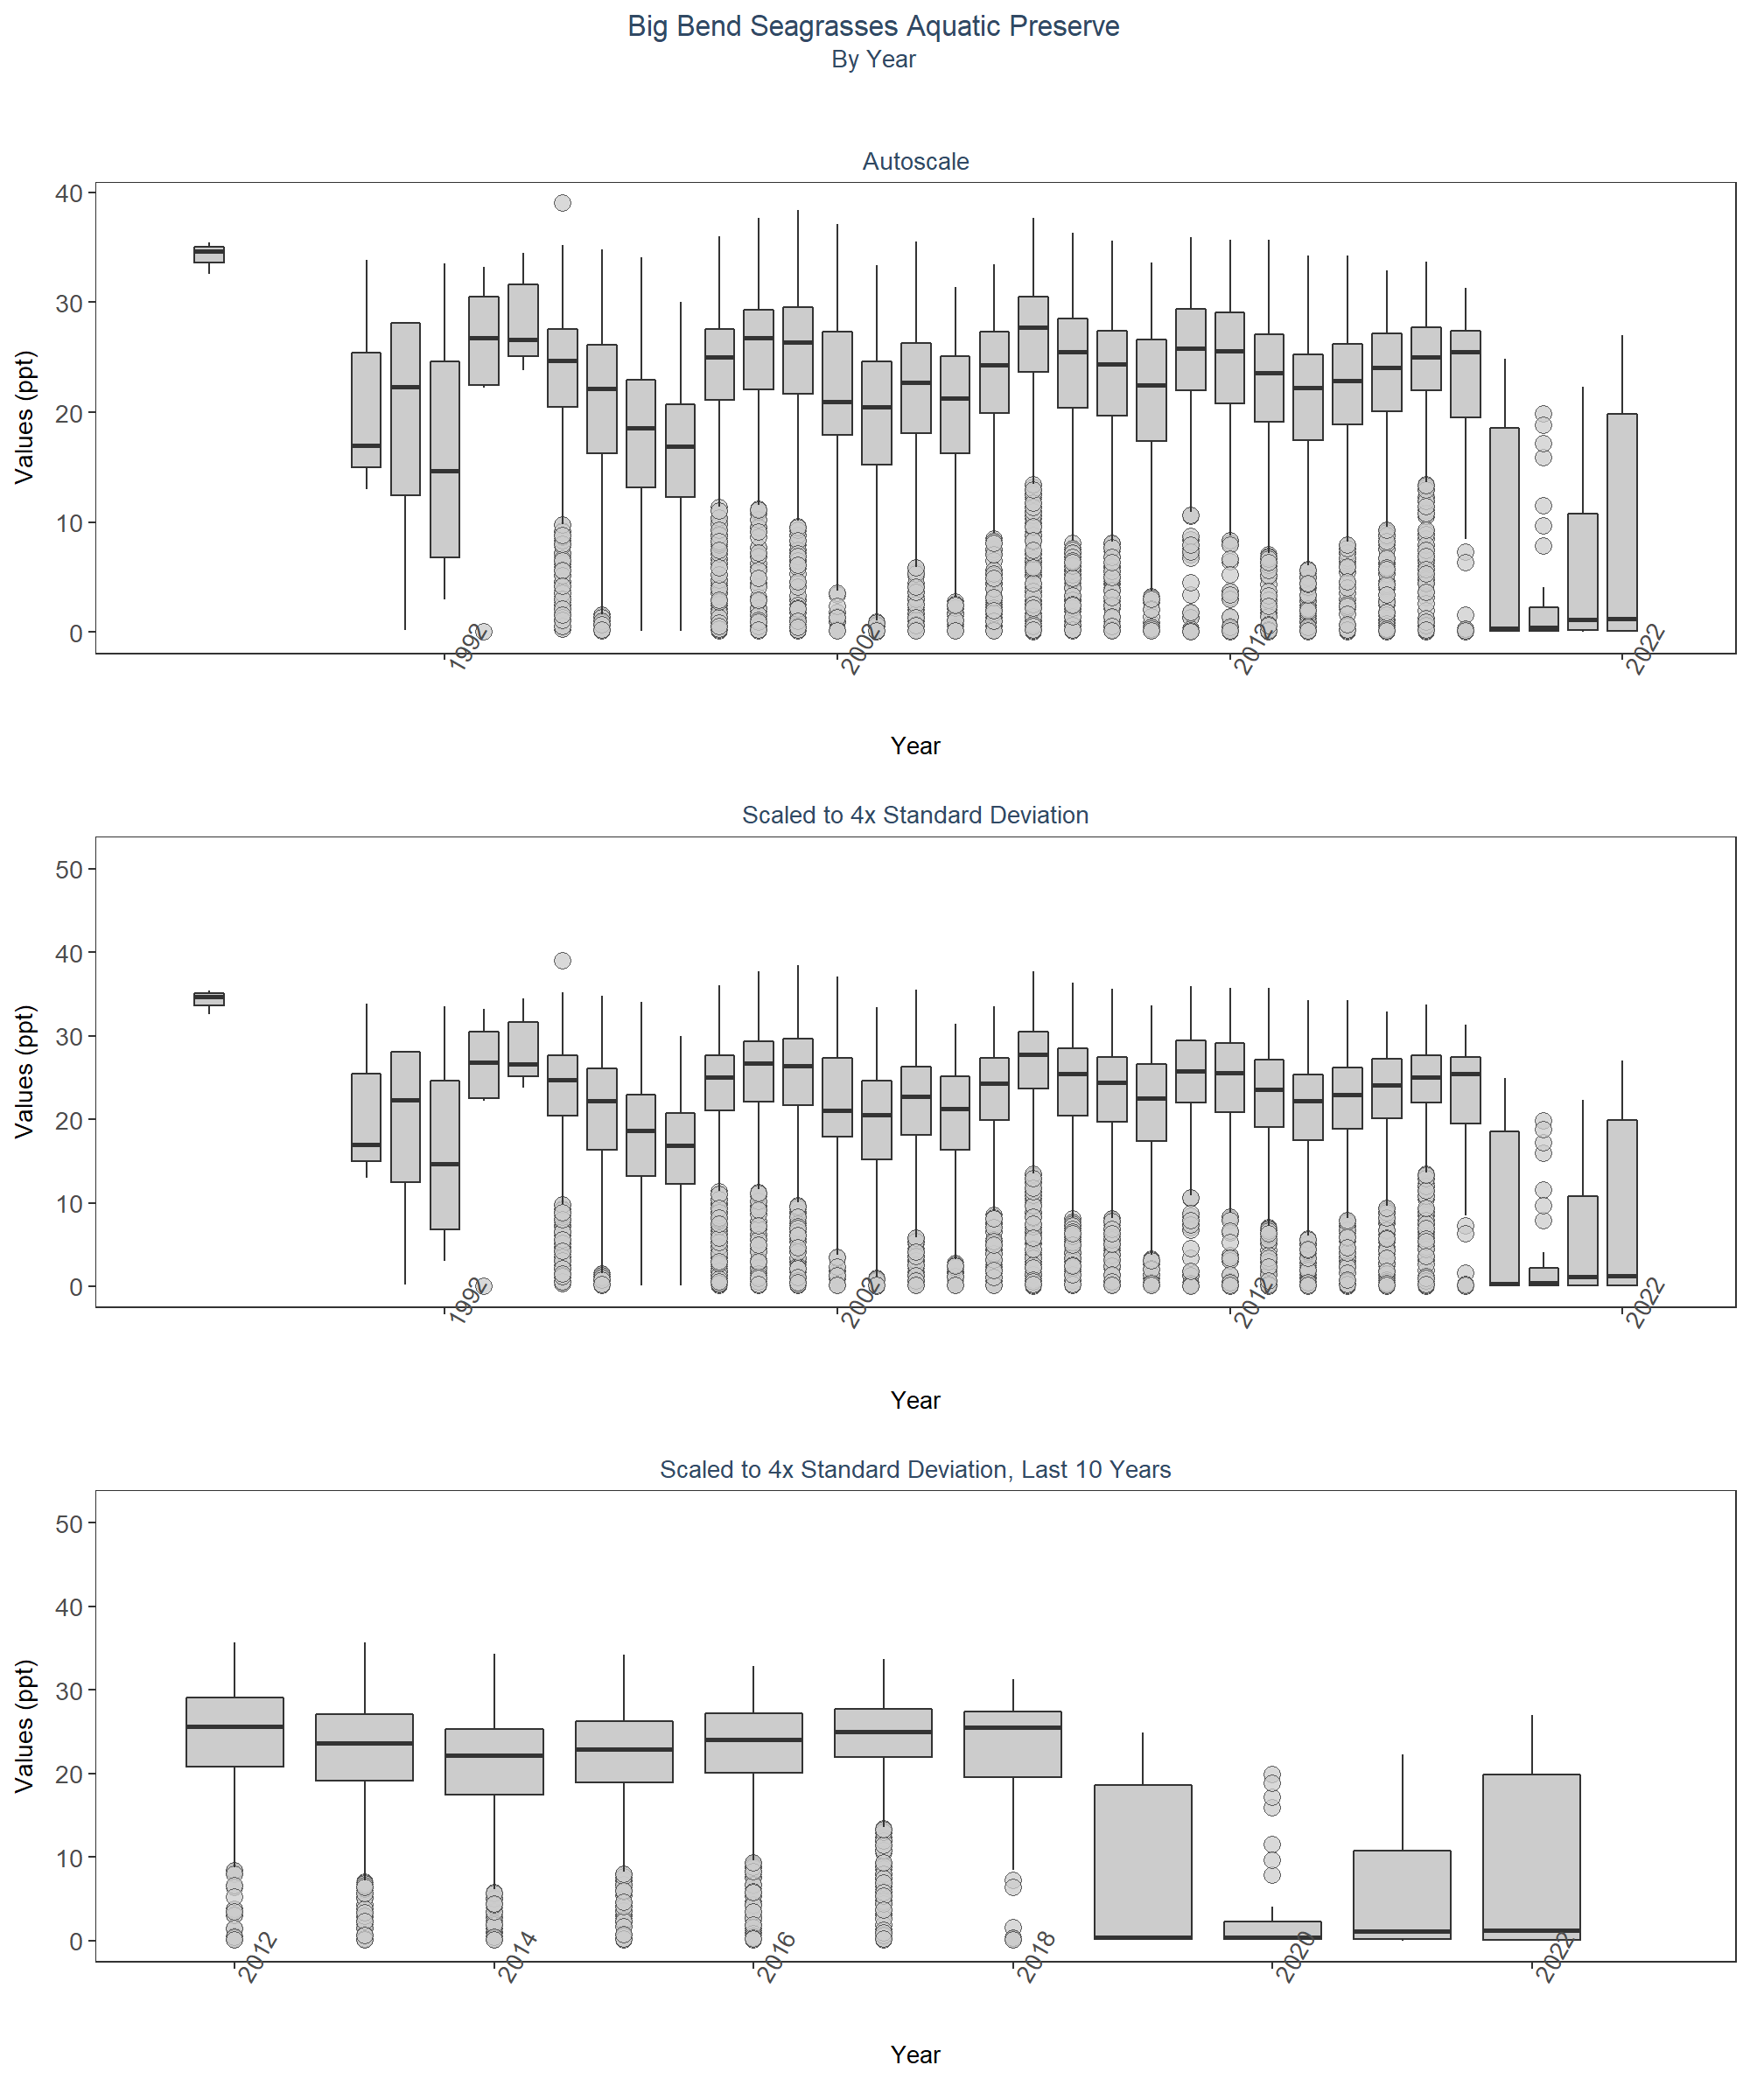 Big Bend Seagrasses Aquatic Preserve
By Year
Autoscale
Values (ppt)
40
30
20
10
0
1992
2002
2012
2022
Year
Scaled to 4x Standard Deviation
Values (ppt)
50
40
30
20
10
0
1992
2002
2012
2022
Year
Scaled to 4x Standard Deviation, Last 10 Years
Values (ppt)
50
40
30
20
10
0
2012
2014
2016
2018
2020
2022
Year